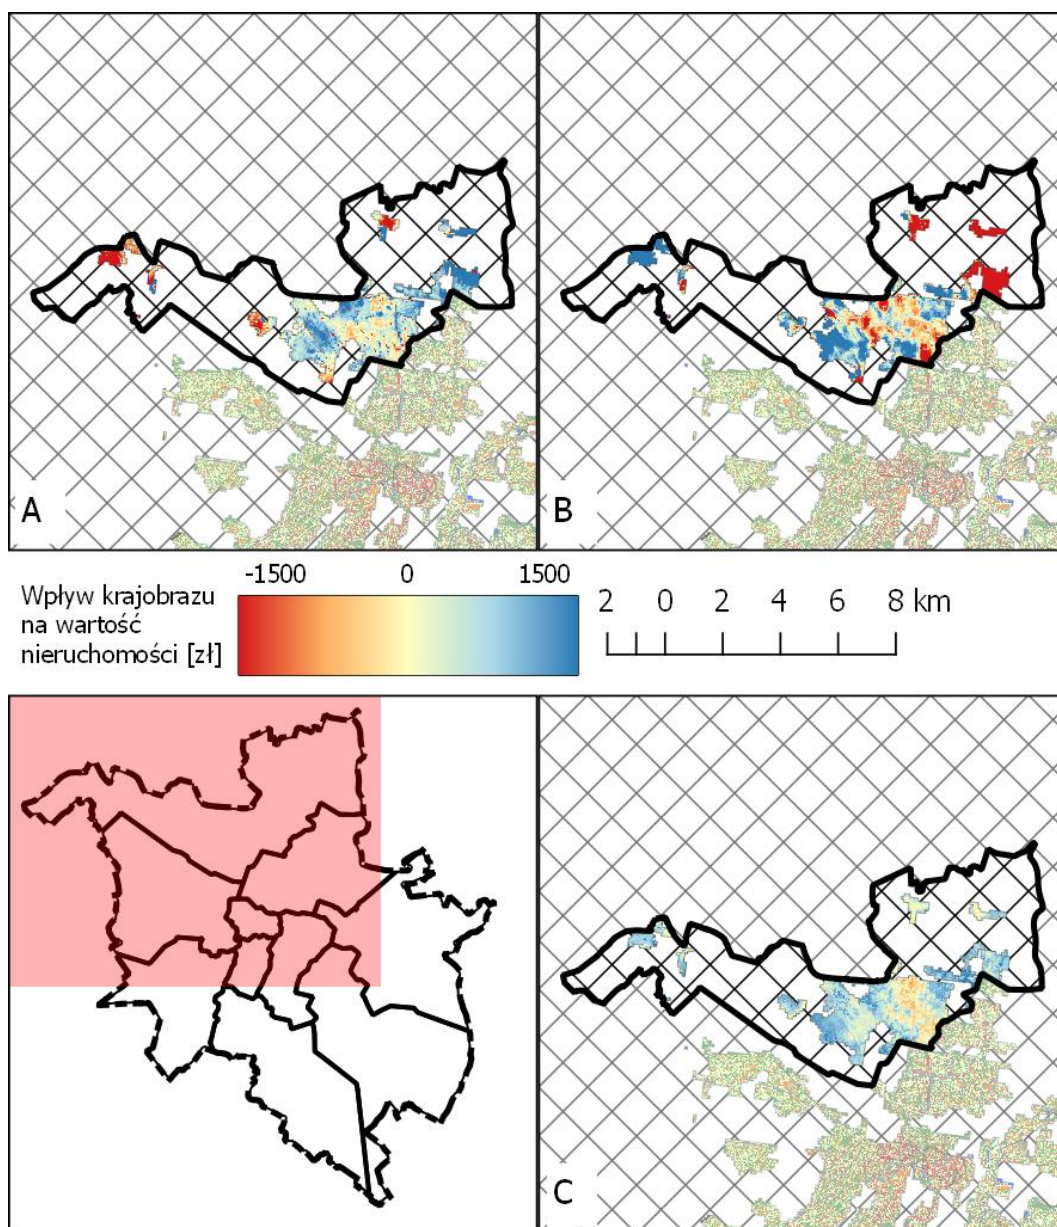 A
B
Wpływ krajobrazu
na wartość
nieruchomości [zł]
-1500 0 1500
2 0 2 4 6 8 km
C